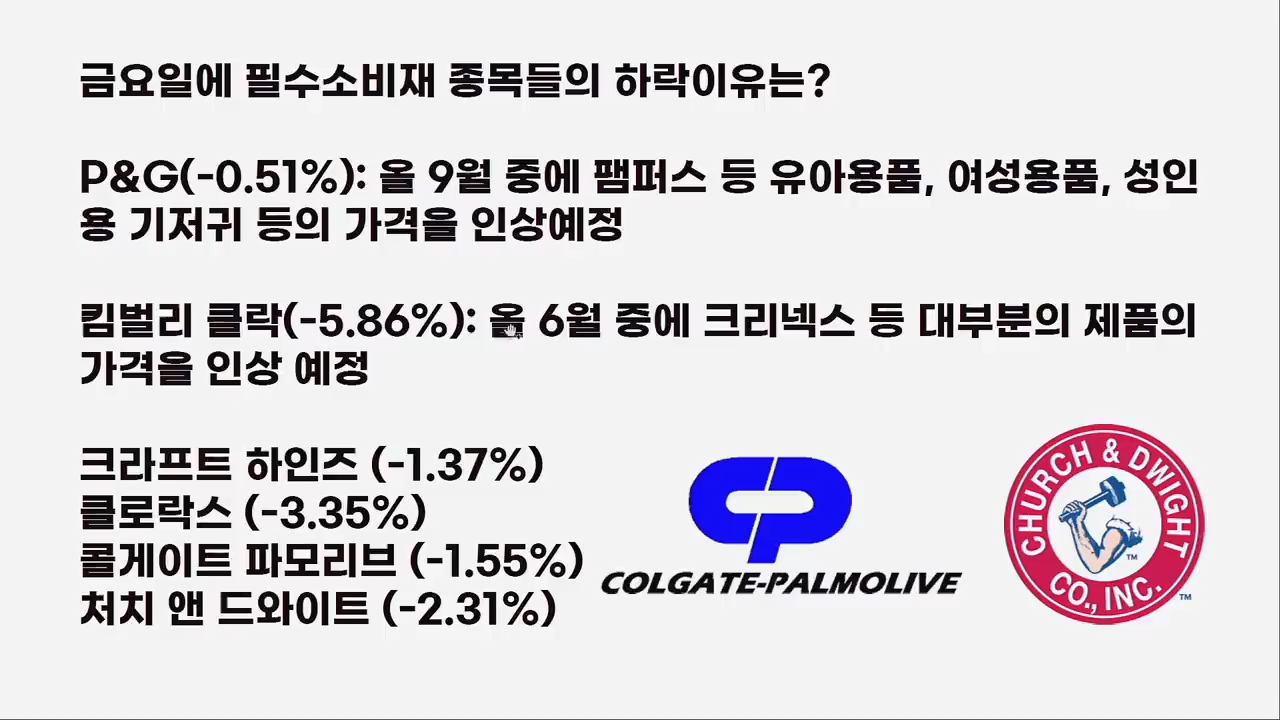 금요일에 필수소비재 종목들의 하락이유는?
P&G(-0.51%): 올 9월 중에 팸퍼스 등 유아용품, 여성용품, 성인
용 기저귀 등의 가격을 인상예정
킴벌리 클락(-5.86%): 올 6월 중에 크리넥스 등 대부분의 제품의
가격을 인상 예정
크라프트 하인즈 (-1.37%)
클로락스 (-3.35%)
콜게이트 파모리브 (-1.55%)
처치 앤 드와이트 (-2.31%)
COLGATE-PALMOLIVE
CHURCH & DWIGHT
CO., INC.
TM
TM